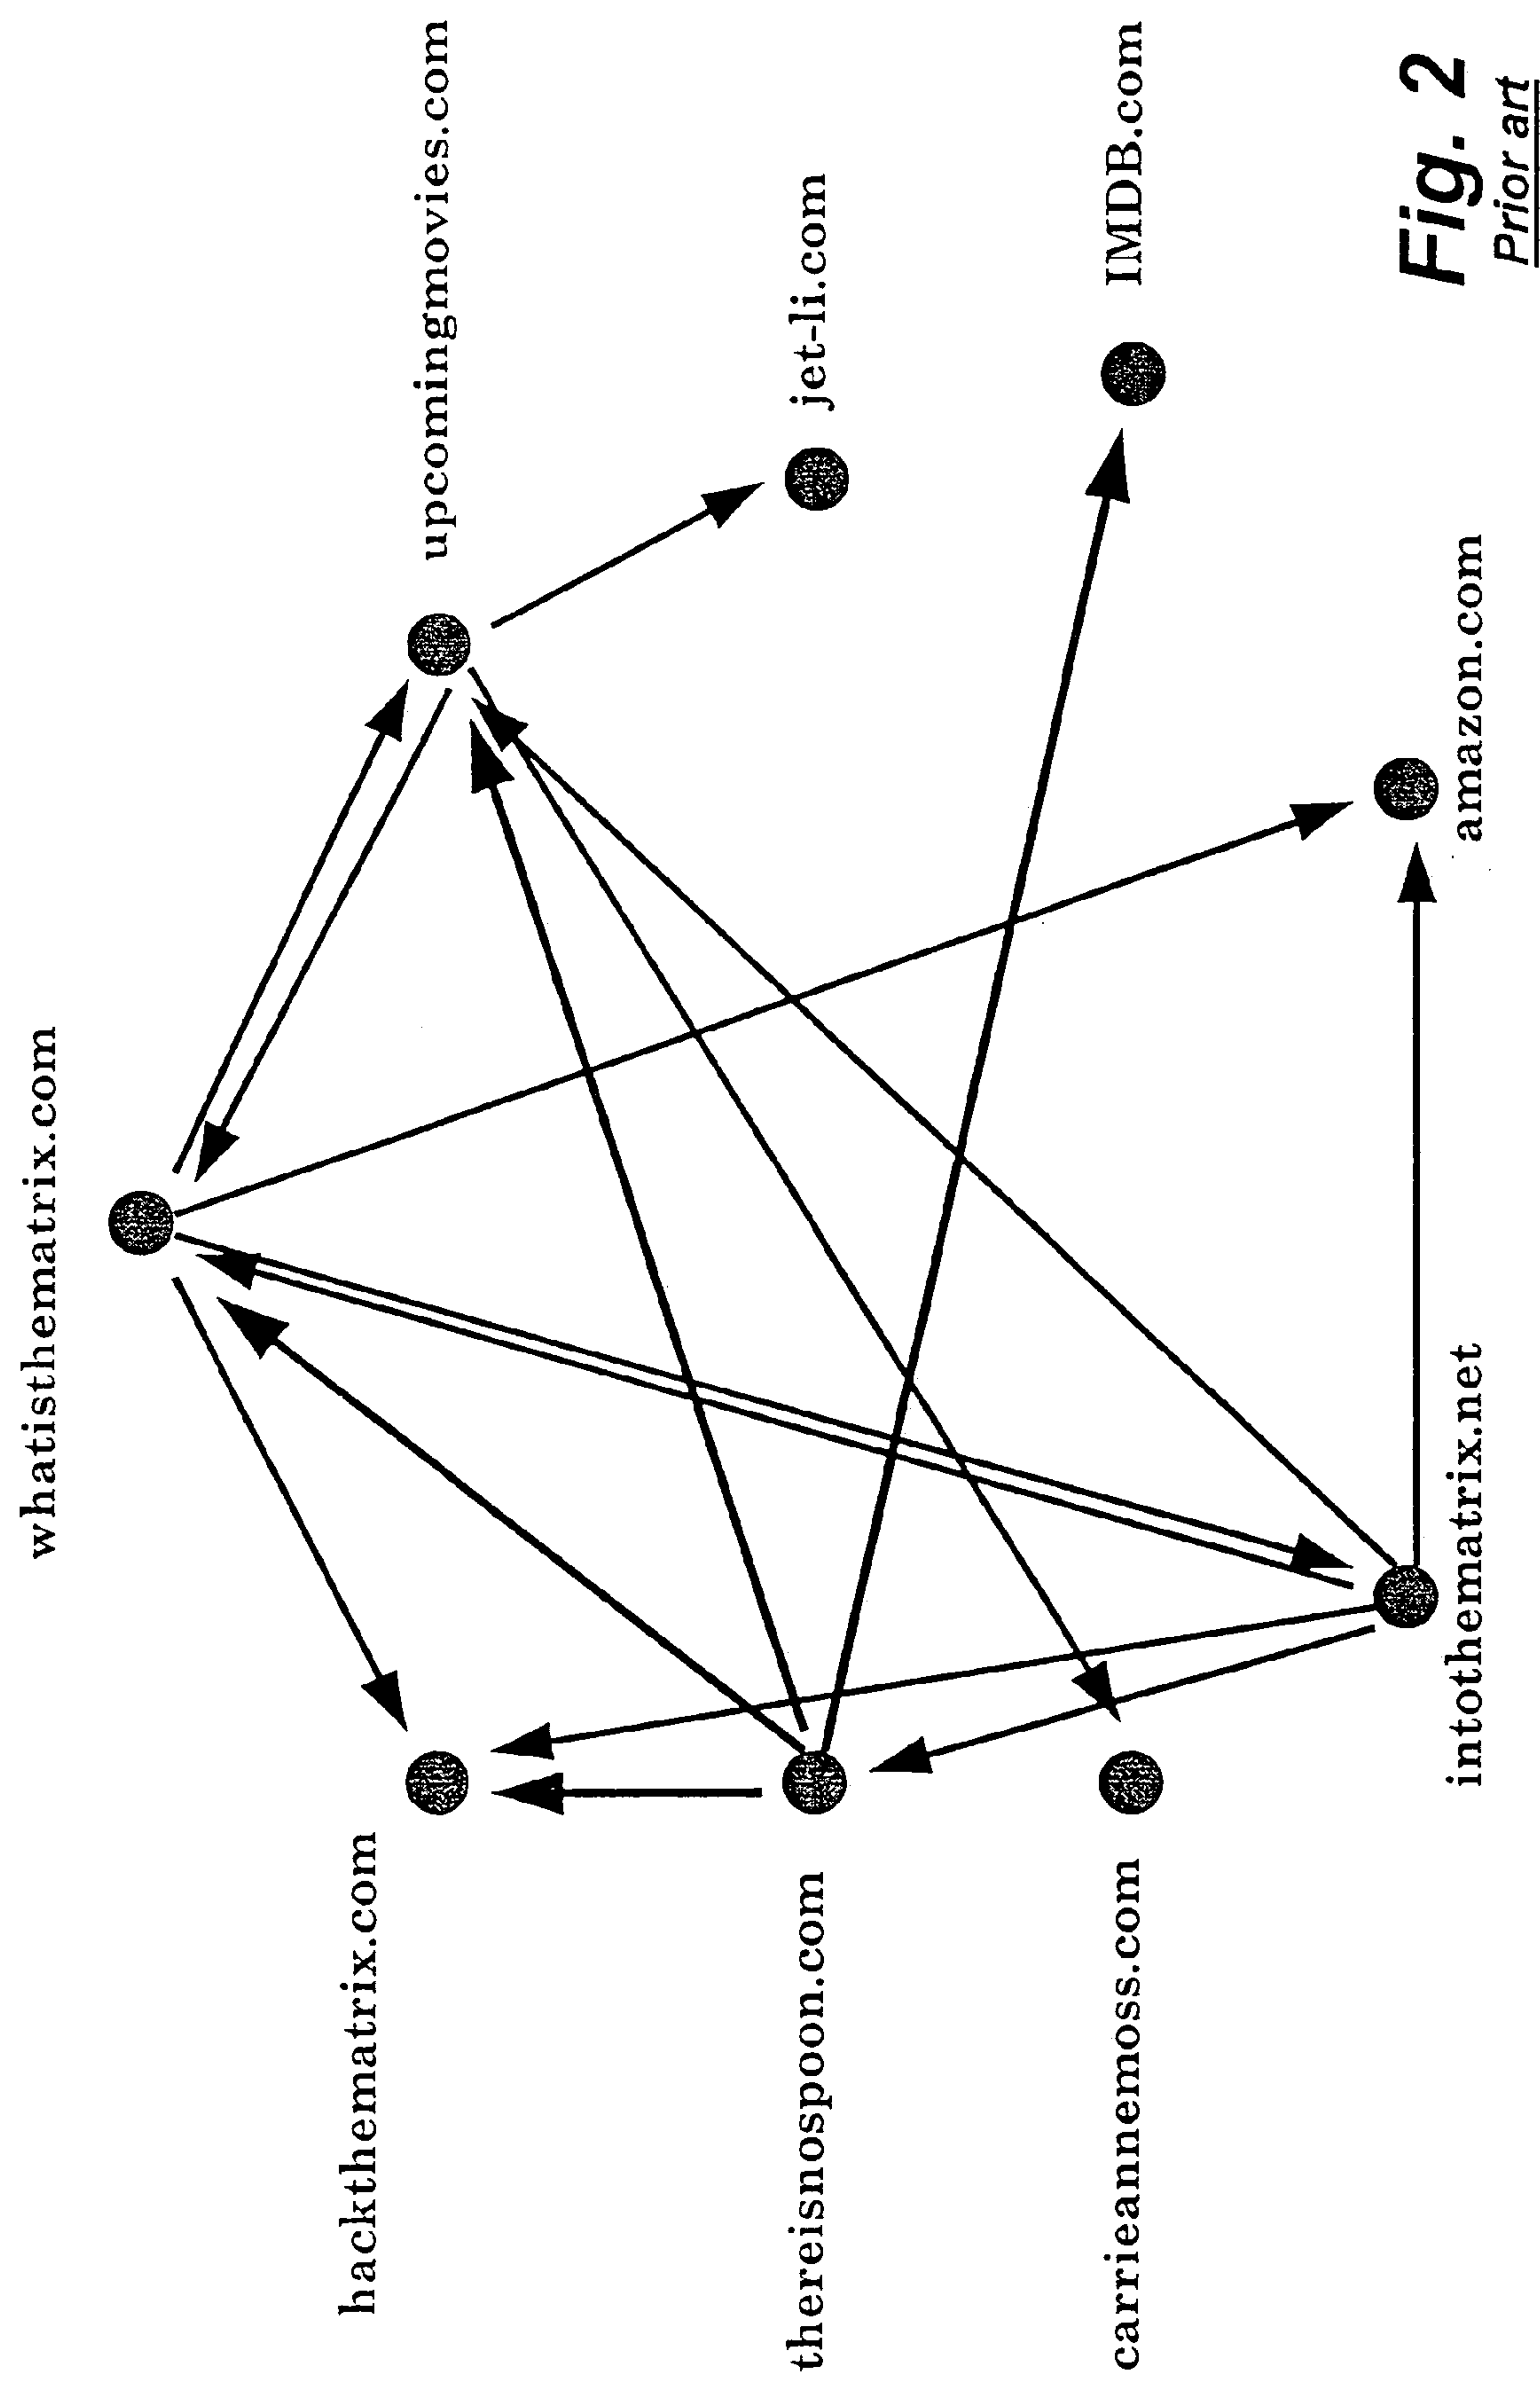 whatisthematrix.com
hackthematrix.com
upcomingmovies.com
thereisnospoon.com
jet-li.com
carrieannemoss.com
IMDB.com
intothematrix.net
amazon.com
Fig. 2
Prior art